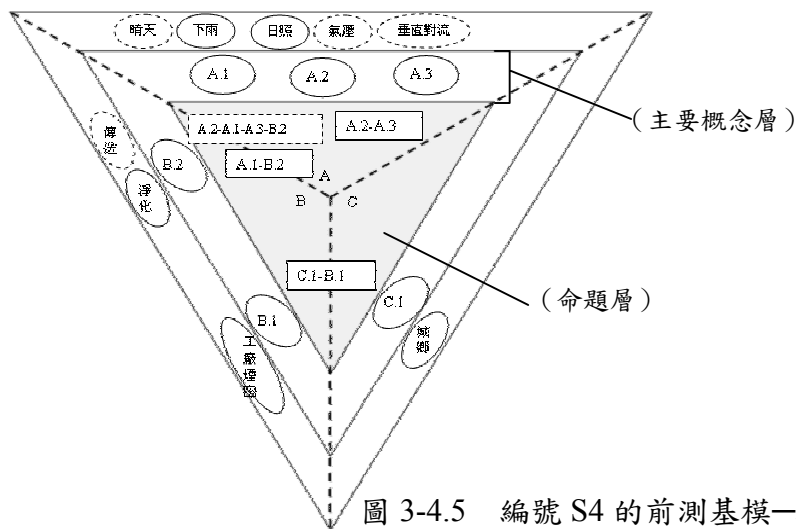 晴天 下雨 日照 氣壓 垂直對流
A.1 A.2 A.3
（主要概念層）
A.2-A.1-A.3-B.2 A.2-A.3
傳遞
淨化
B.2
A.1-B.2
A
B C
C.1-B.1
（命題層）
B.1 C.1
工廠煙囪
城鄉
圖 3-4.5 編號 S4 的前測基模－